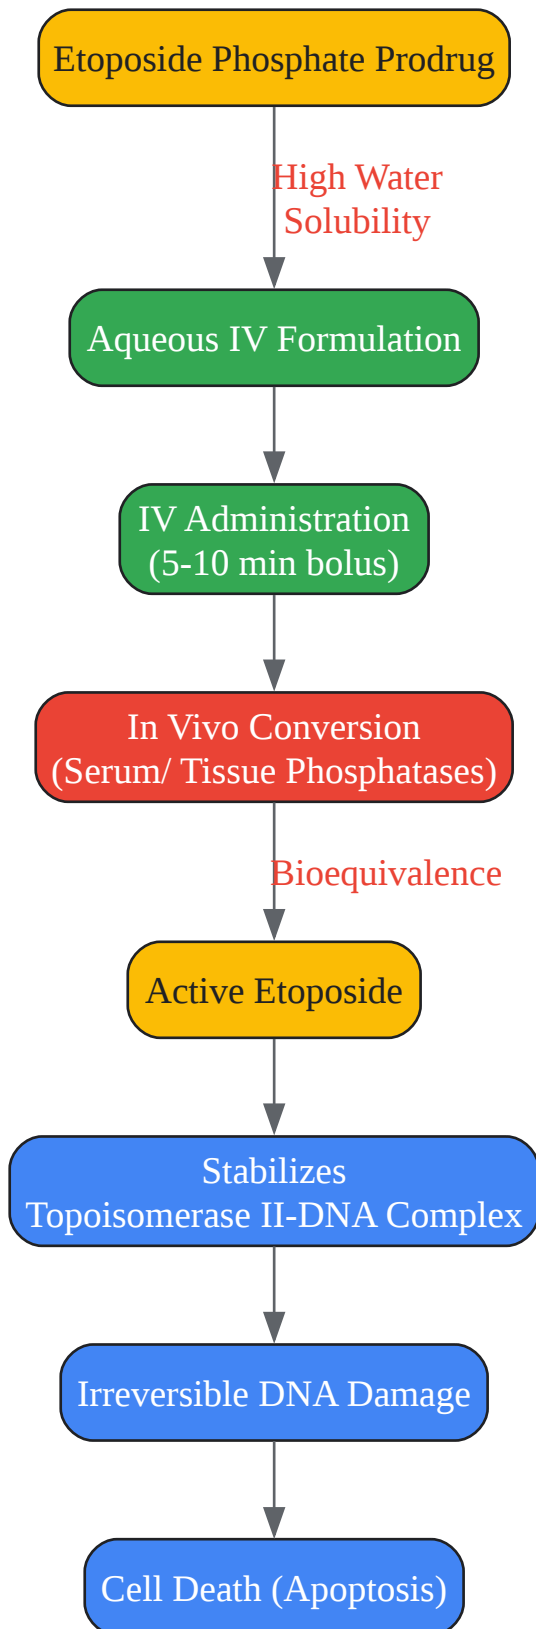 Etoposide Phosphate Prodrug
High Water
Solubility
Aqueous IV Formulation
IV Administration
(5-10 min bolus)
In Vivo Conversion
(Serum/ Tissue Phosphatases)
Bioequivalence
Active Etoposide
Stabilizes
Topoisomerase II-DNA Complex
Irreversible DNA Damage
Cell Death (Apoptosis)